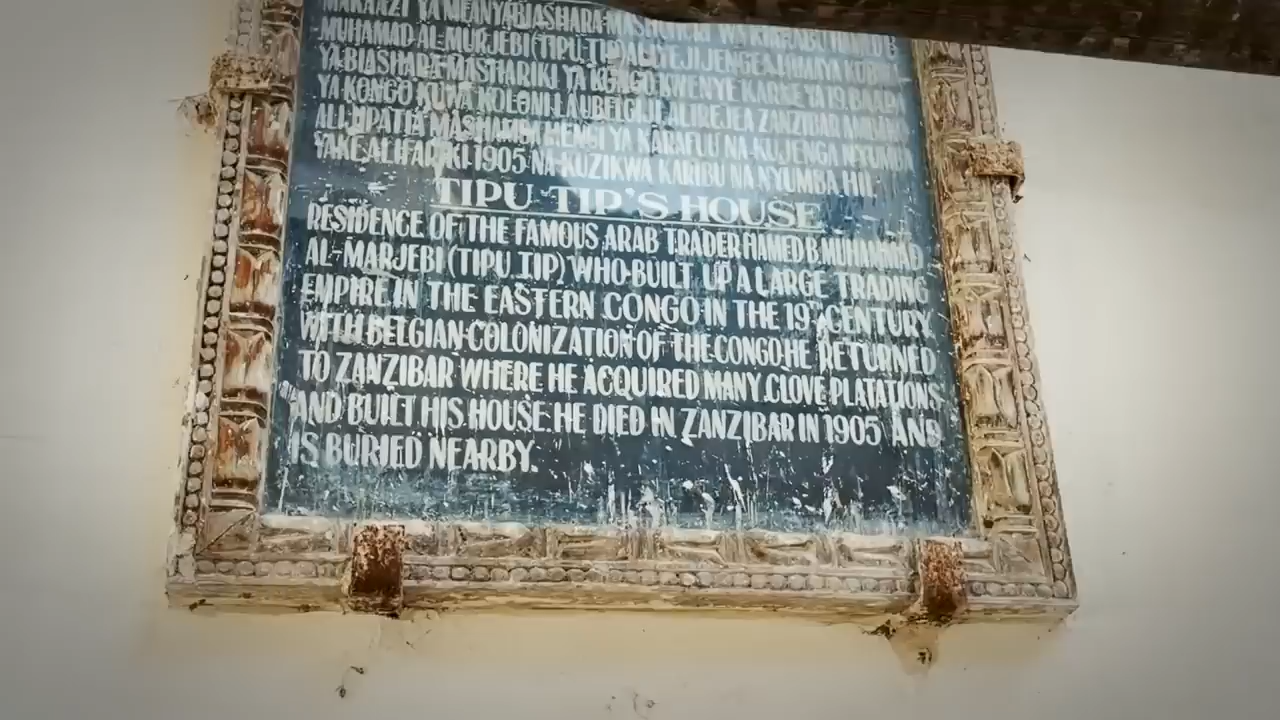 MAKAAZI YA MFANYABIASHARA
MUHAMAD AL-MURJEBI (TIPU TIP) ALIYEJIJENGEA HIMAYA KUBWA
YA BIASHARA MASHARIKI YA KONGO KWENYE KARNE YA 19. BAADA
YA KONGO KUWA KOLONI LA UBELGIJI ALIREJEA ZANZIBAR AMBAKO
ALIJIPATIA MASHAMBA MENGI YA KARAFUU NA KUJENGA NYUMBA
YAKE. ALIFARIKI 1905 NA KUZIKWA KARIBU NA NYUMBA HII.
TIPU TIP'S HOUSE
RESIDENCE OF THE FAMOUS ARAB TRADER HAMED B. MUHAMMAD
AL-MARJEBI (TIPU TIP) WHO BUILT UP A LARGE TRADING
EMPIRE IN THE EASTERN CONGO IN THE 19th CENTURY
WITH BELGIAN COLONIZATION OF THE CONGO HE RETURNED
TO ZANZIBAR WHERE HE ACQUIRED MANY CLOVE PLATATIONS
AND BUILT HIS HOUSE. HE DIED IN ZANZIBAR IN 1905 AND
IS BURIED NEARBY.